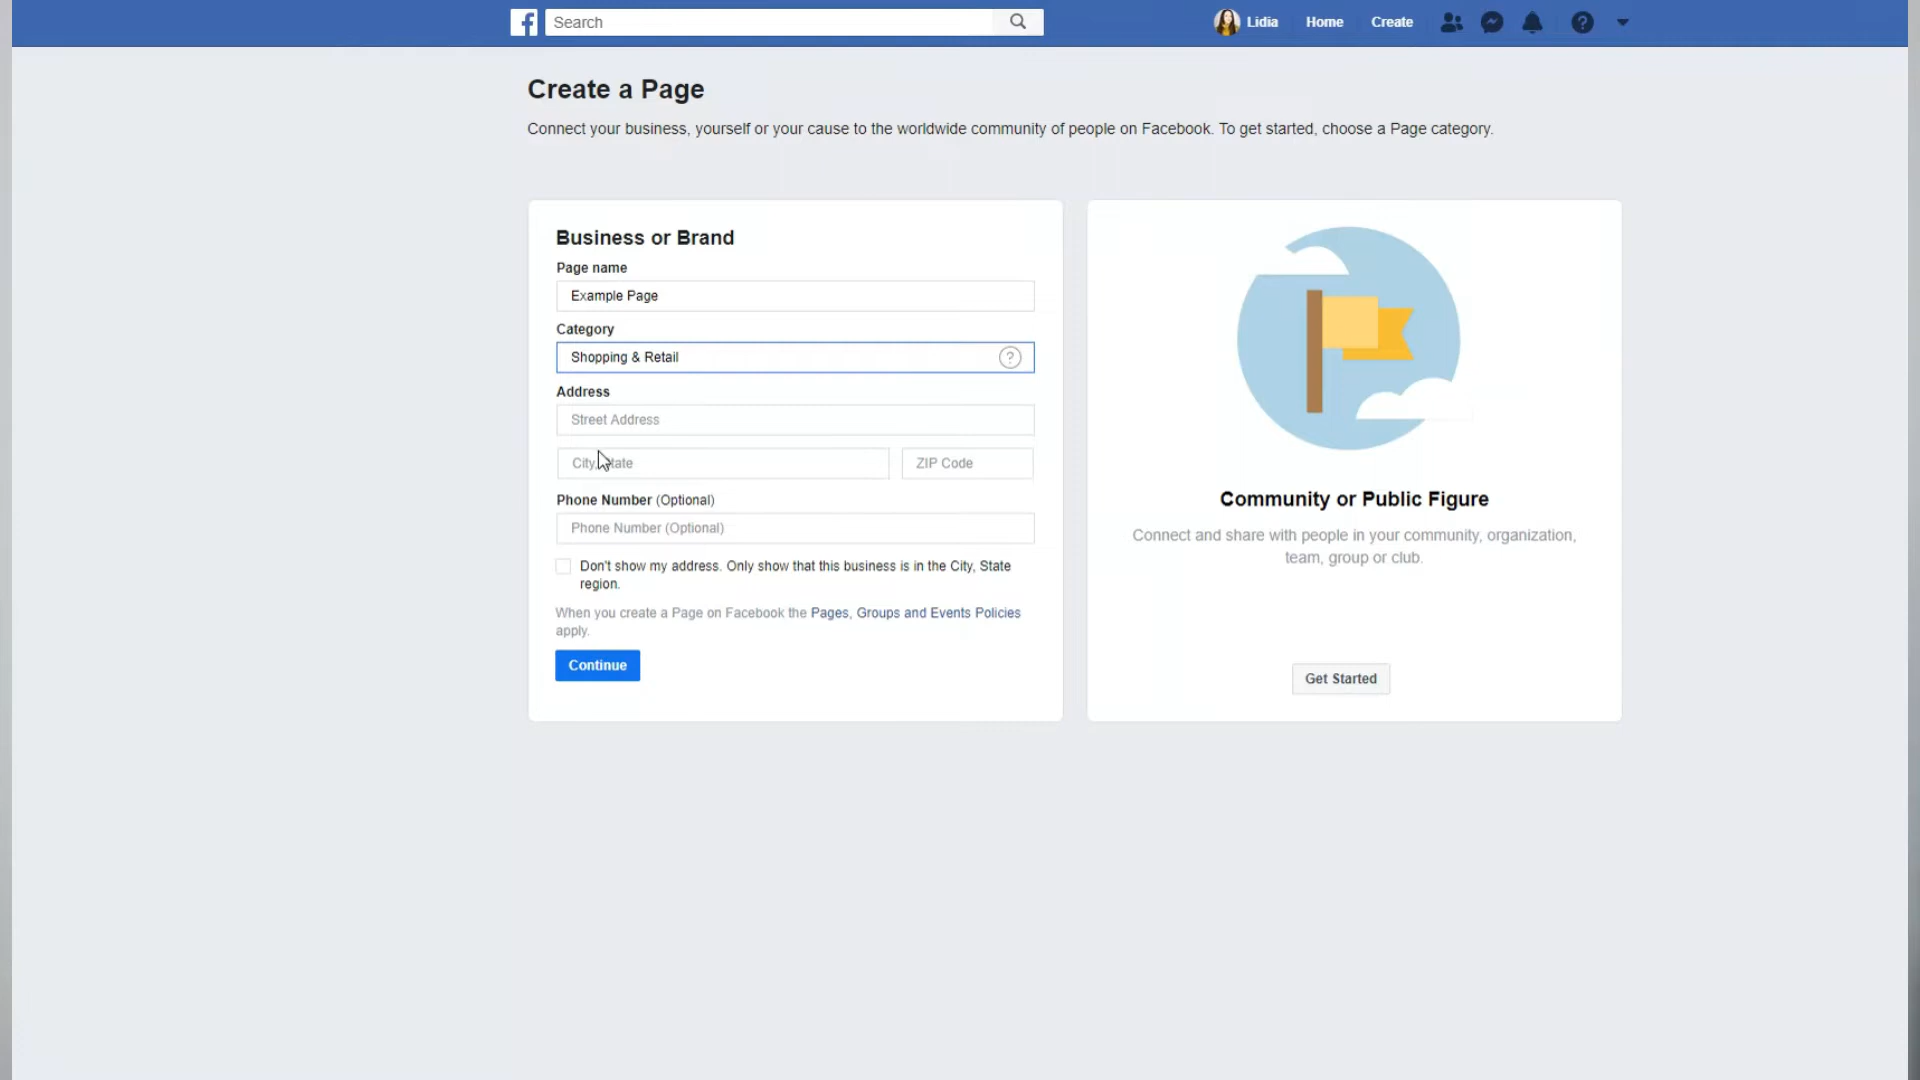 Search
Lidia
Home
Create
Create a Page
Connect your business, yourself or your cause to the worldwide community of people on Facebook. To get started, choose a Page category.
Business or Brand
Page name
Example Page
Category
Shopping & Retail
Address
Street Address
City, State
ZIP Code
Phone Number (Optional)
Phone Number (Optional)
Don't show my address. Only show that this business is in the City, State
region.
When you create a Page on Facebook the Pages, Groups and Events Policies
apply.
Continue
Community or Public Figure
Connect and share with people in your community, organization,
team, group or club.
Get Started